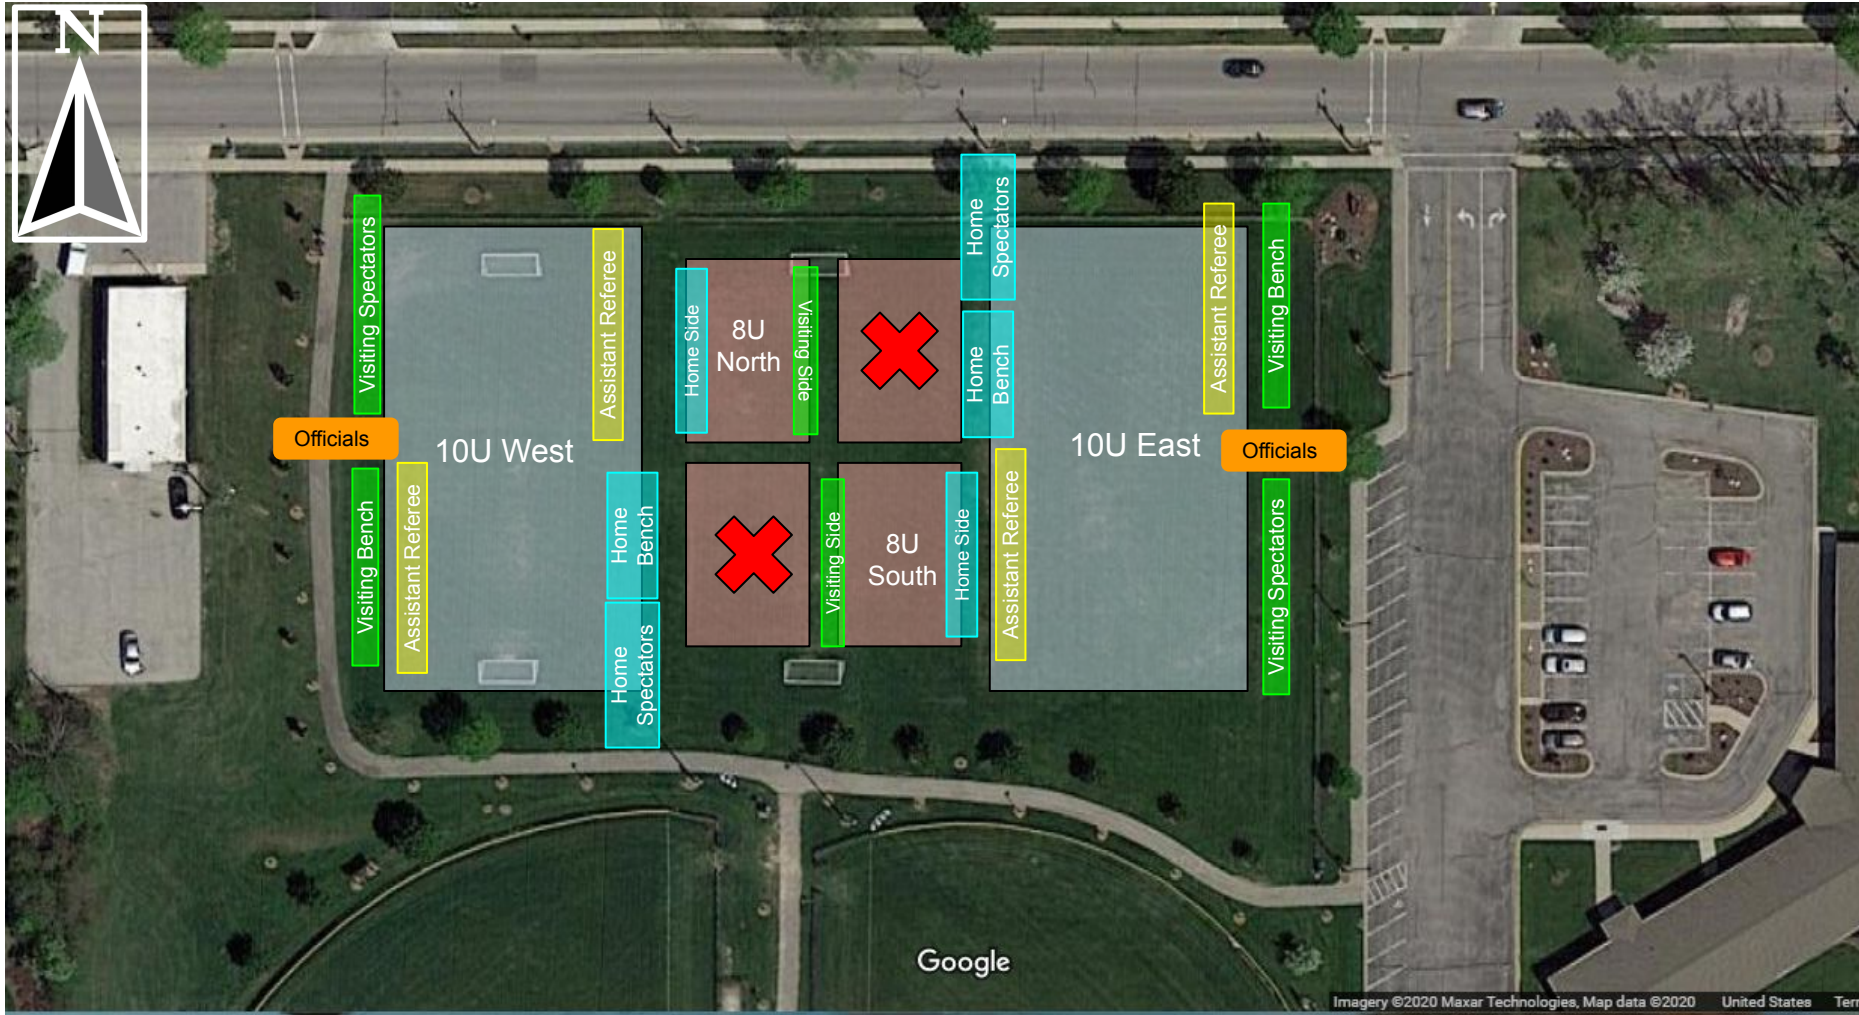 N
Visiting Spectators
Officials
Visiting Bench
10U West
Assistant Referee
Assistant Referee
Home
Bench
Home
Spectators
Home Side
8U
North
Visiting Side
Visiting Side
8U
South
Home Side
Home
Spectators
Home
Bench
Assistant Referee
10U East
Assistant Referee
Visiting Bench
Officials
Visiting Spectators
Google
Imagery ©2020 Maxar Technologies, Map data ©2020 United States